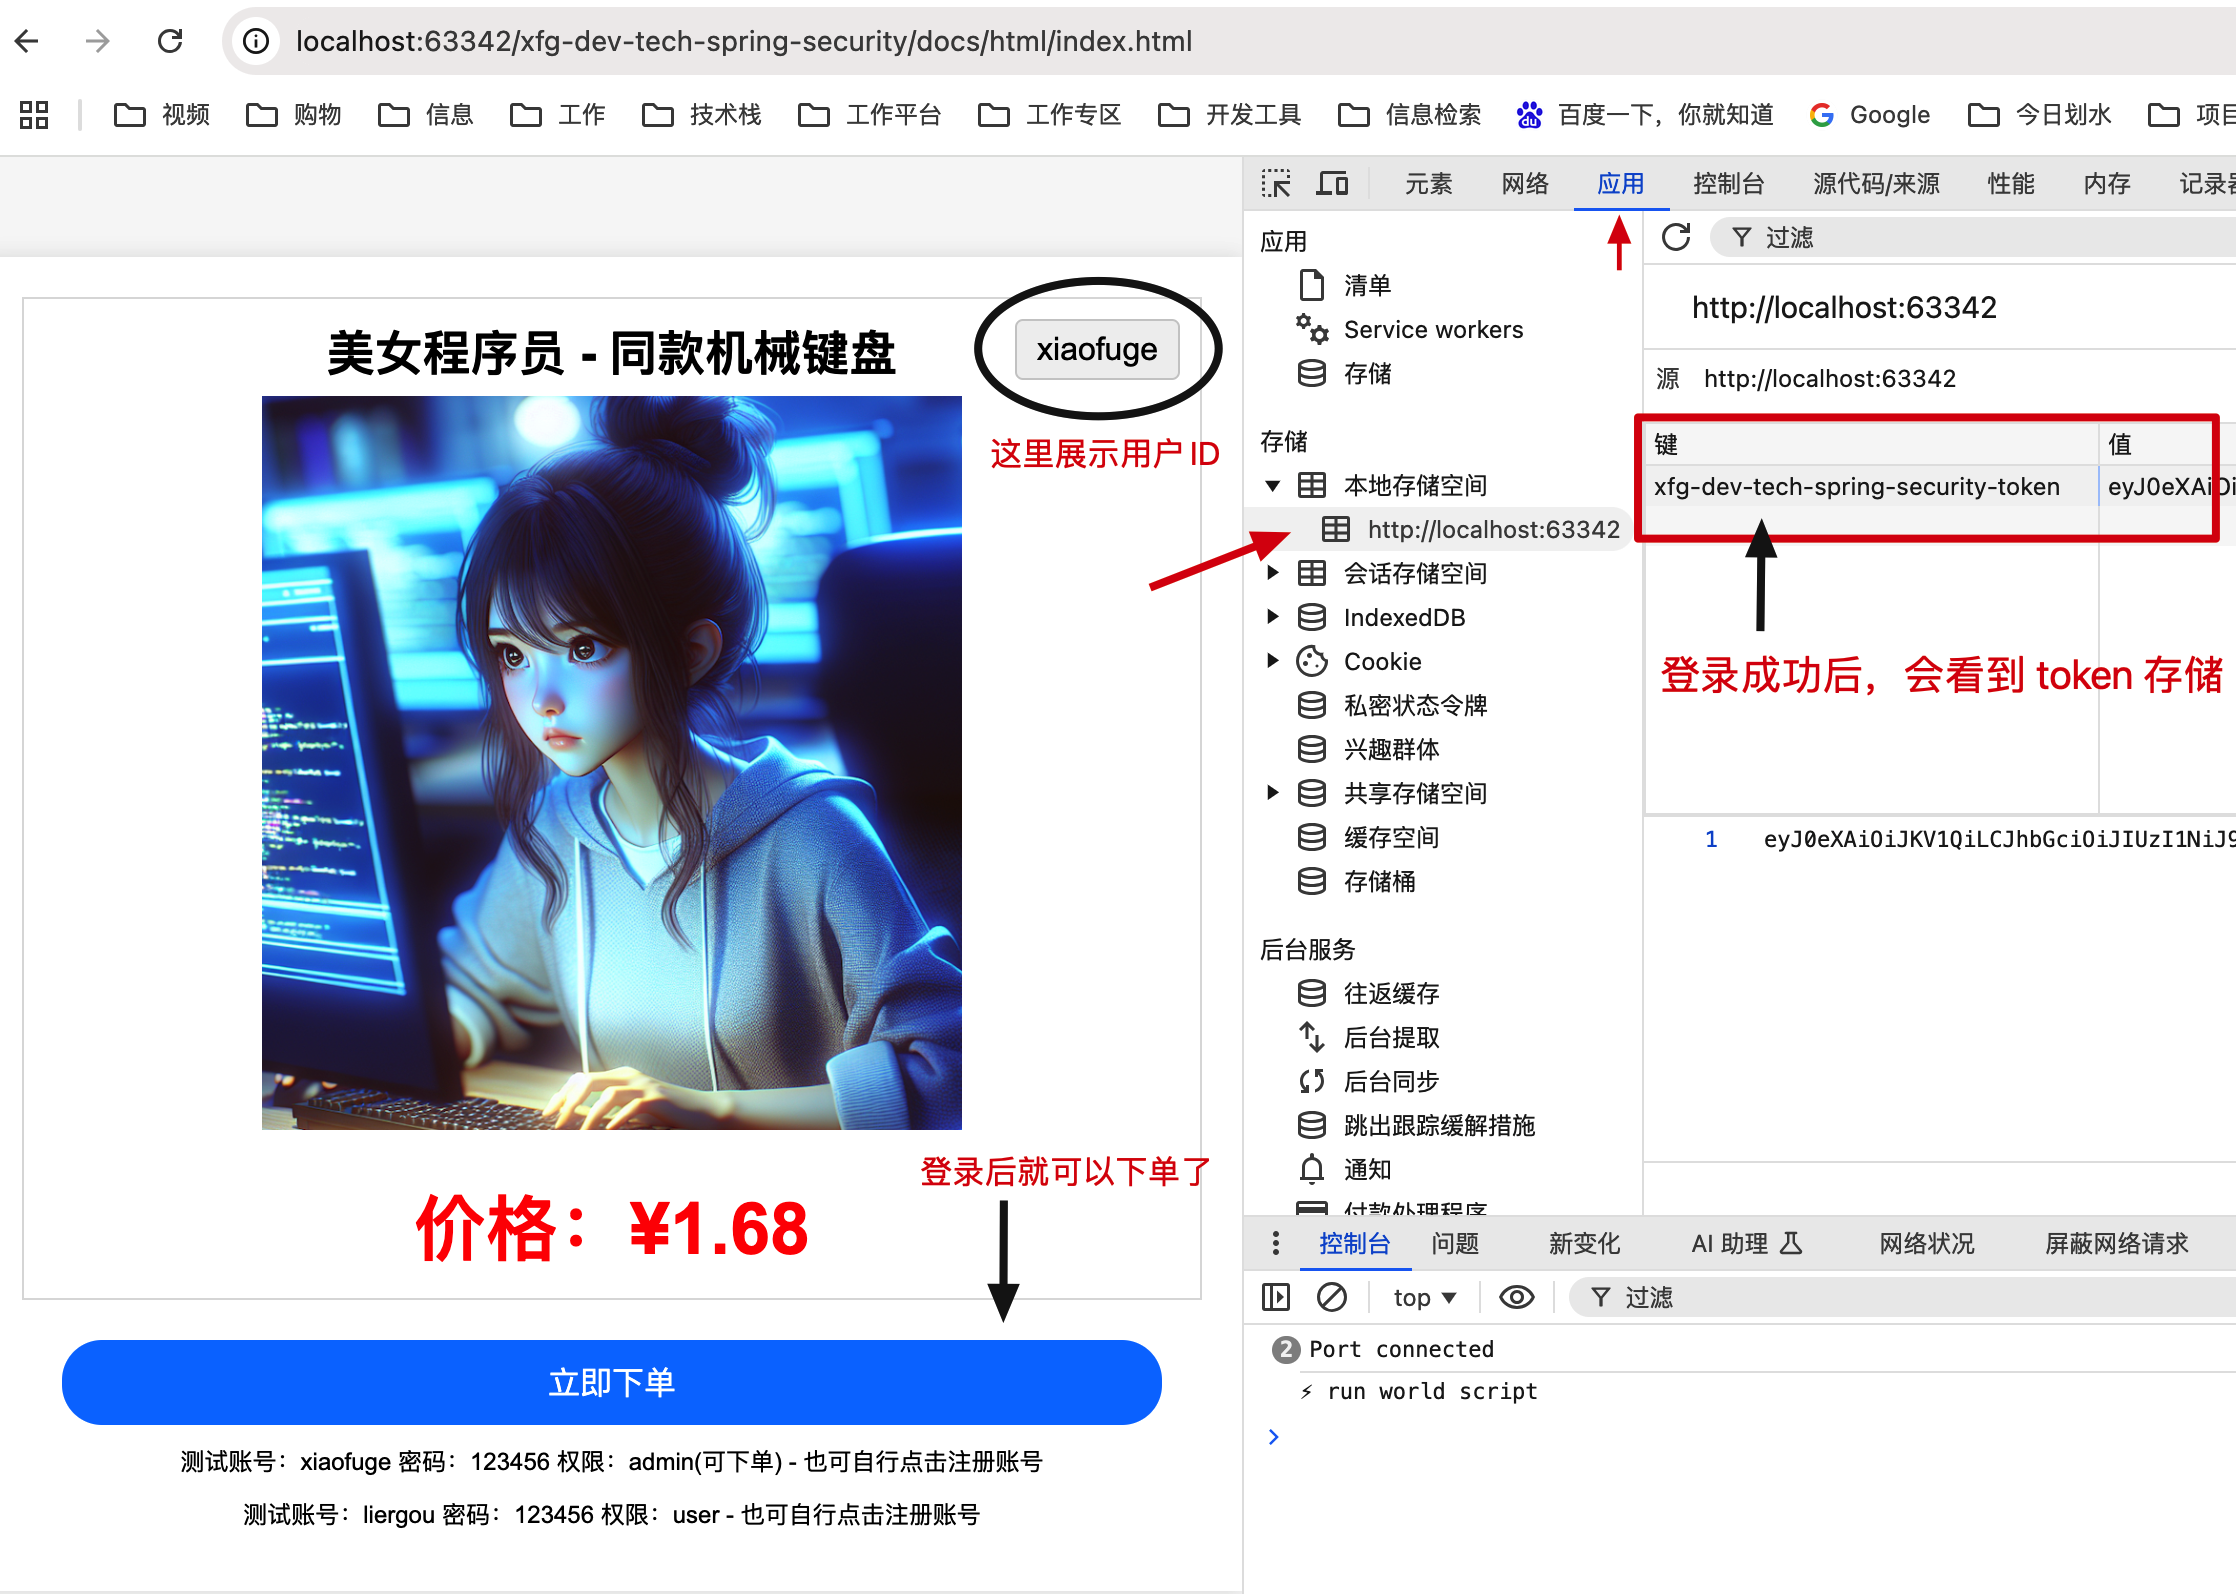 localhost:63342/xfg-dev-tech-spring-security/docs/html/index.html
视频 购物 信息 工作 技术栈 工作平台 工作专区 开发工具 信息检索 百度一下，你就知道 Google 今日划水 项目
元素 网络 应用 控制台 源代码/来源 性能 内存 记录器
美女程序员 - 同款机械键盘
xiaofuge
这里展示用户 ID
登录后就可以下单了
价格：¥1.68
立即下单
测试账号：xiaofuge 密码：123456 权限：admin(可下单) - 也可自行点击注册账号
测试账号：liergou 密码：123456 权限：user - 也可自行点击注册账号
应用
清单
Service workers
存储
存储
本地存储空间
http://localhost:63342
会话存储空间
IndexedDB
Cookie
私密状态令牌
兴趣群体
共享存储空间
缓存空间
存储桶
后台服务
往返缓存
后台提取
后台同步
跳出跟踪缓解措施
通知
付款处理程序
过滤
http://localhost:63342
源 http://localhost:63342
键 值
xfg-dev-tech-spring-security-token eyJ0eXAiOi
登录成功后，会看到 token 存储
1 eyJ0eXAiOiJKV1QiLCJhbGciOiJIUzI1NiJ9
控制台 问题 新变化 AI 助理 网络状况 屏蔽网络请求
top 过滤
2 Port connected
⚡ run world script